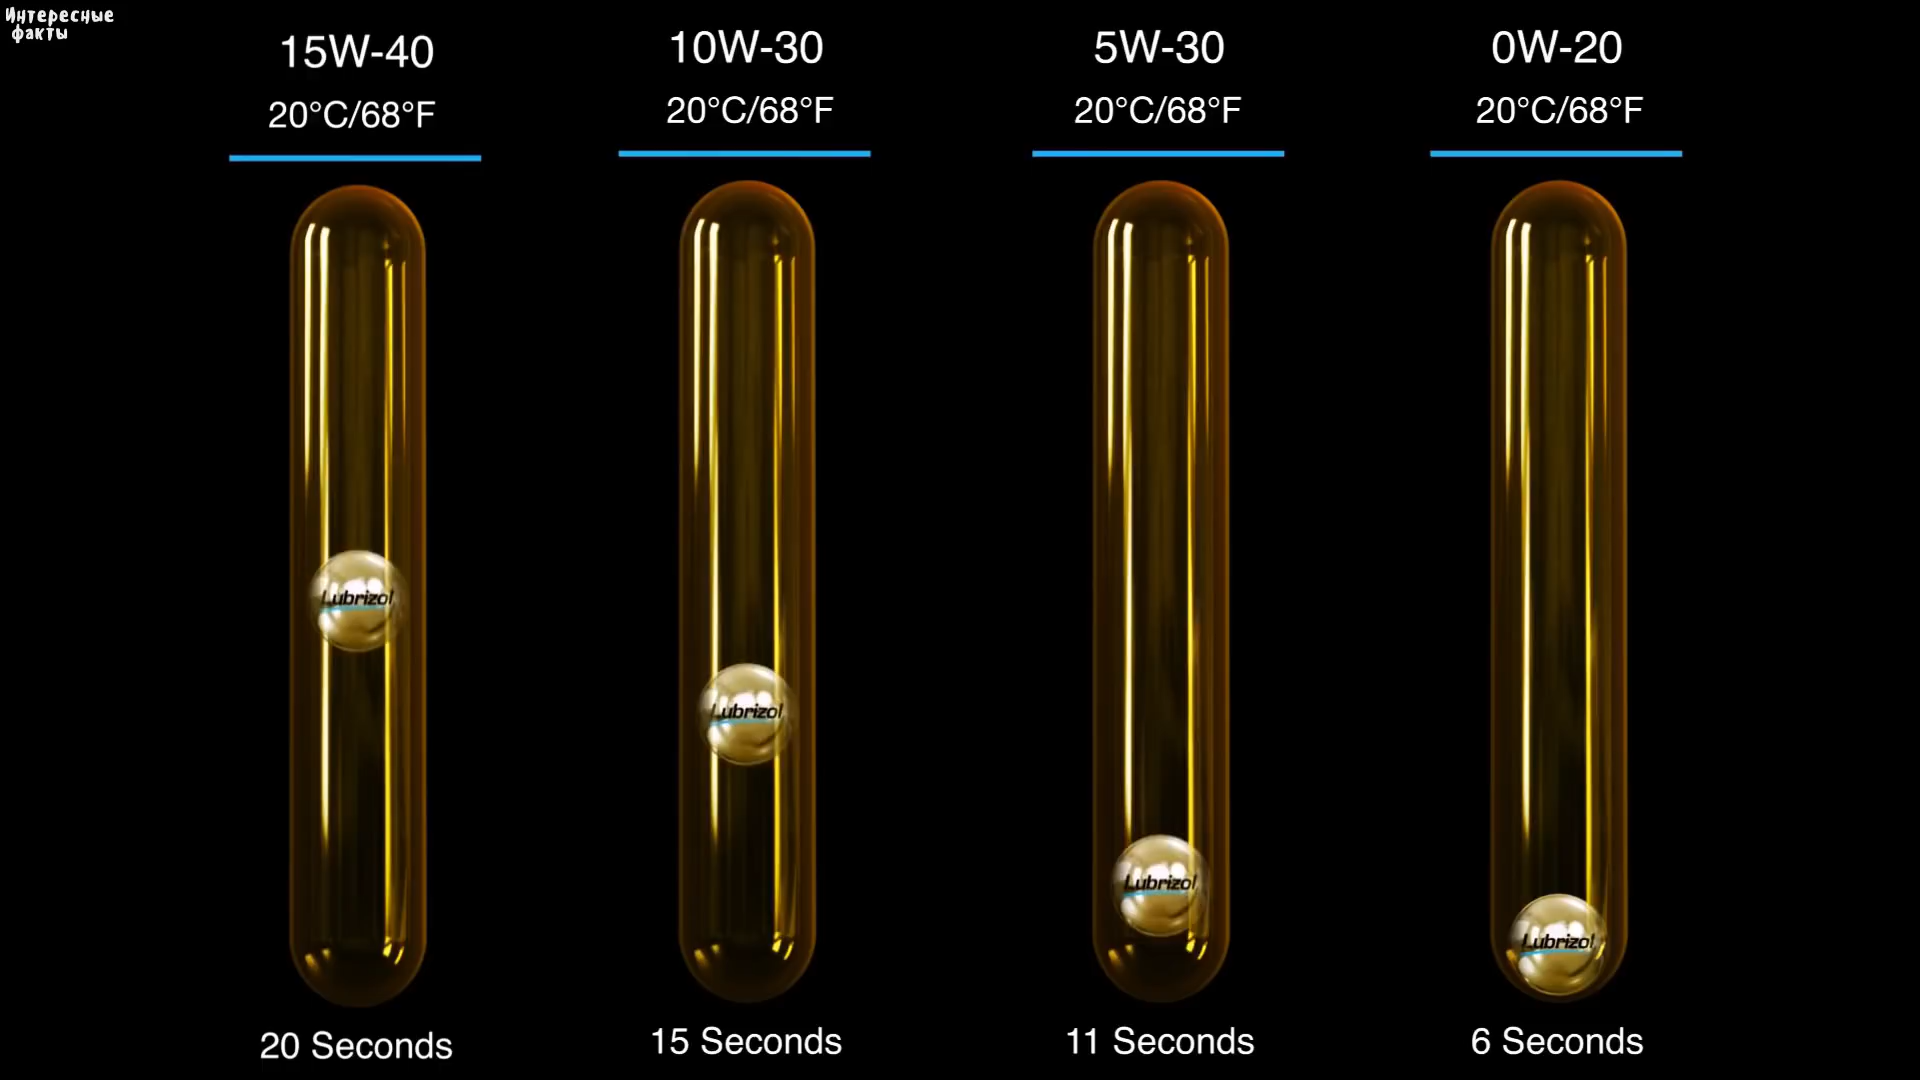 Интересные
факты
15W-40
20°C/68°F
20 Seconds
10W-30
20°C/68°F
15 Seconds
5W-30
20°C/68°F
11 Seconds
0W-20
20°C/68°F
6 Seconds
Lubrizol
Lubrizol
Lubrizol
Lubrizol